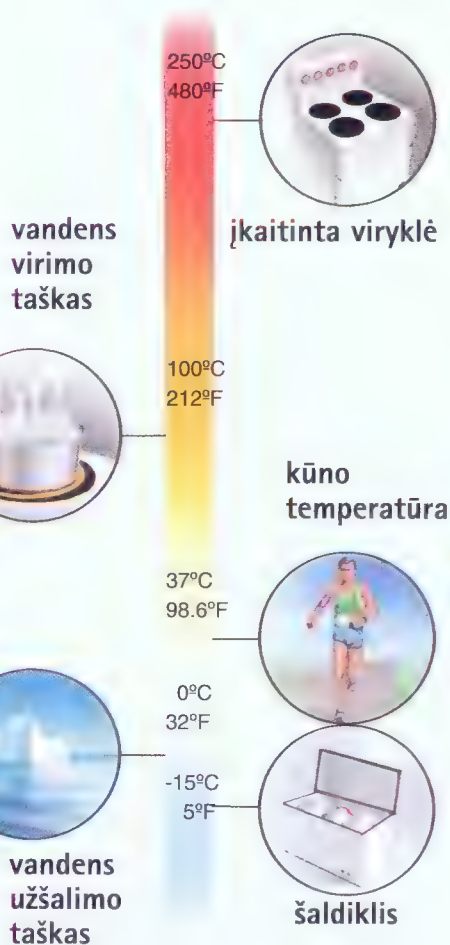 250ºC
480ºF
įkaitinta viryklė
vandens
virimo
taškas
100ºC
212ºF
kūno
temperatūra
37ºC
98.6ºF
0ºC
32ºF
-15ºC
5ºF
vandens
užšalimo
taškas
šaldiklis